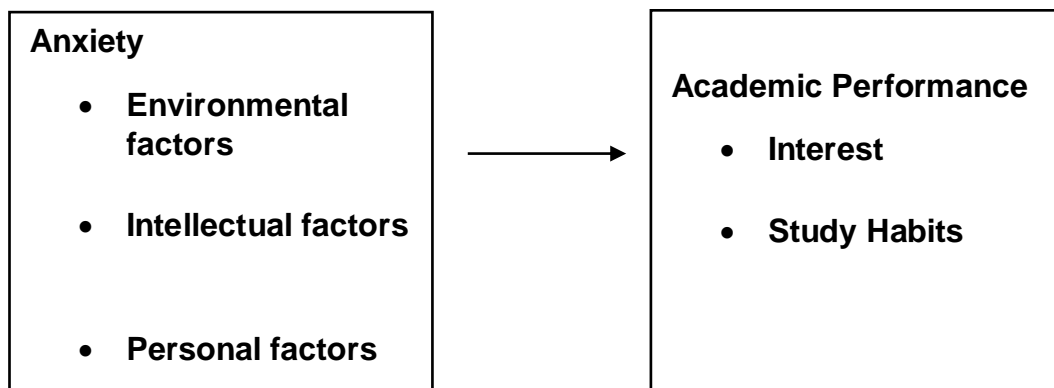 Anxiety
• Environmental
factors
• Intellectual factors
• Personal factors
Academic Performance
• Interest
• Study Habits